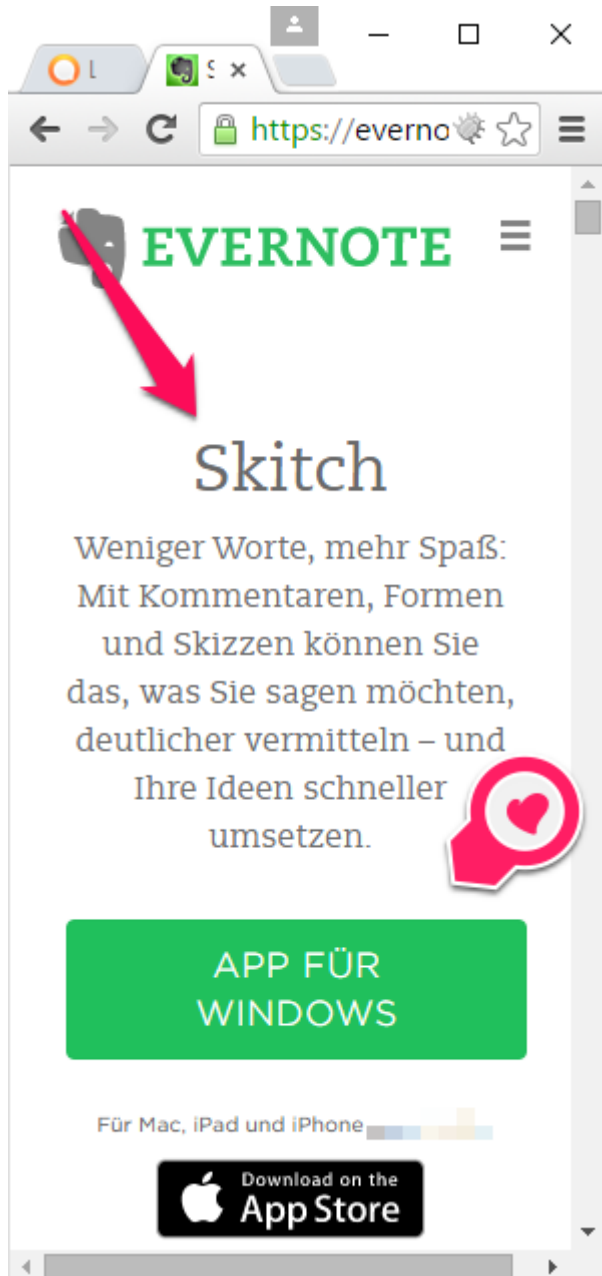 L
S
https://everno
EVERNOTE
Skitch
Weniger Worte, mehr Spaß:
Mit Kommentaren, Formen
und Skizzen können Sie
das, was Sie sagen möchten,
deutlicher vermitteln – und
Ihre Ideen schneller
umsetzen.
APP FÜR
WINDOWS
Für Mac, iPad und iPhone
Download on the
App Store